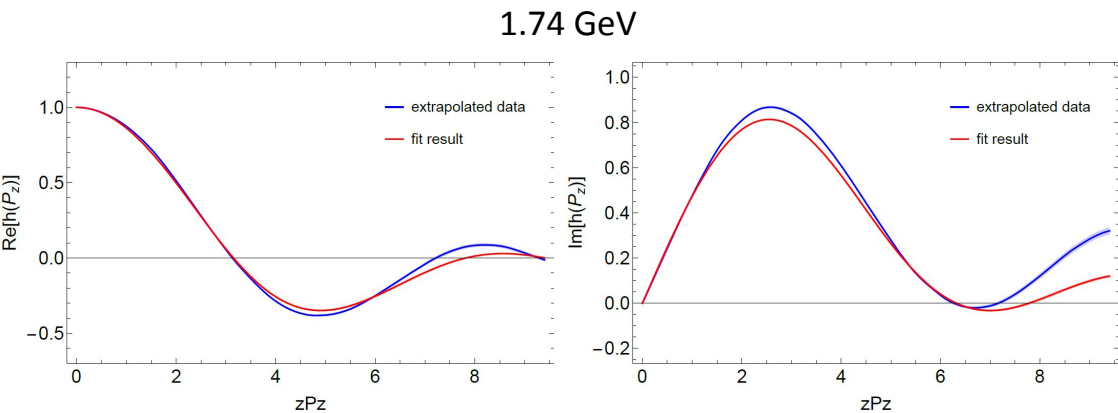 1.74 GeV
Re[h(P_z)]
1.0
0.5
0.0
−0.5
extrapolated data
fit result
0
2
4
6
8
zPz
Im[h(P_z)]
1.0
0.8
0.6
0.4
0.2
0.0
−0.2
extrapolated data
fit result
0
2
4
6
8
zPz